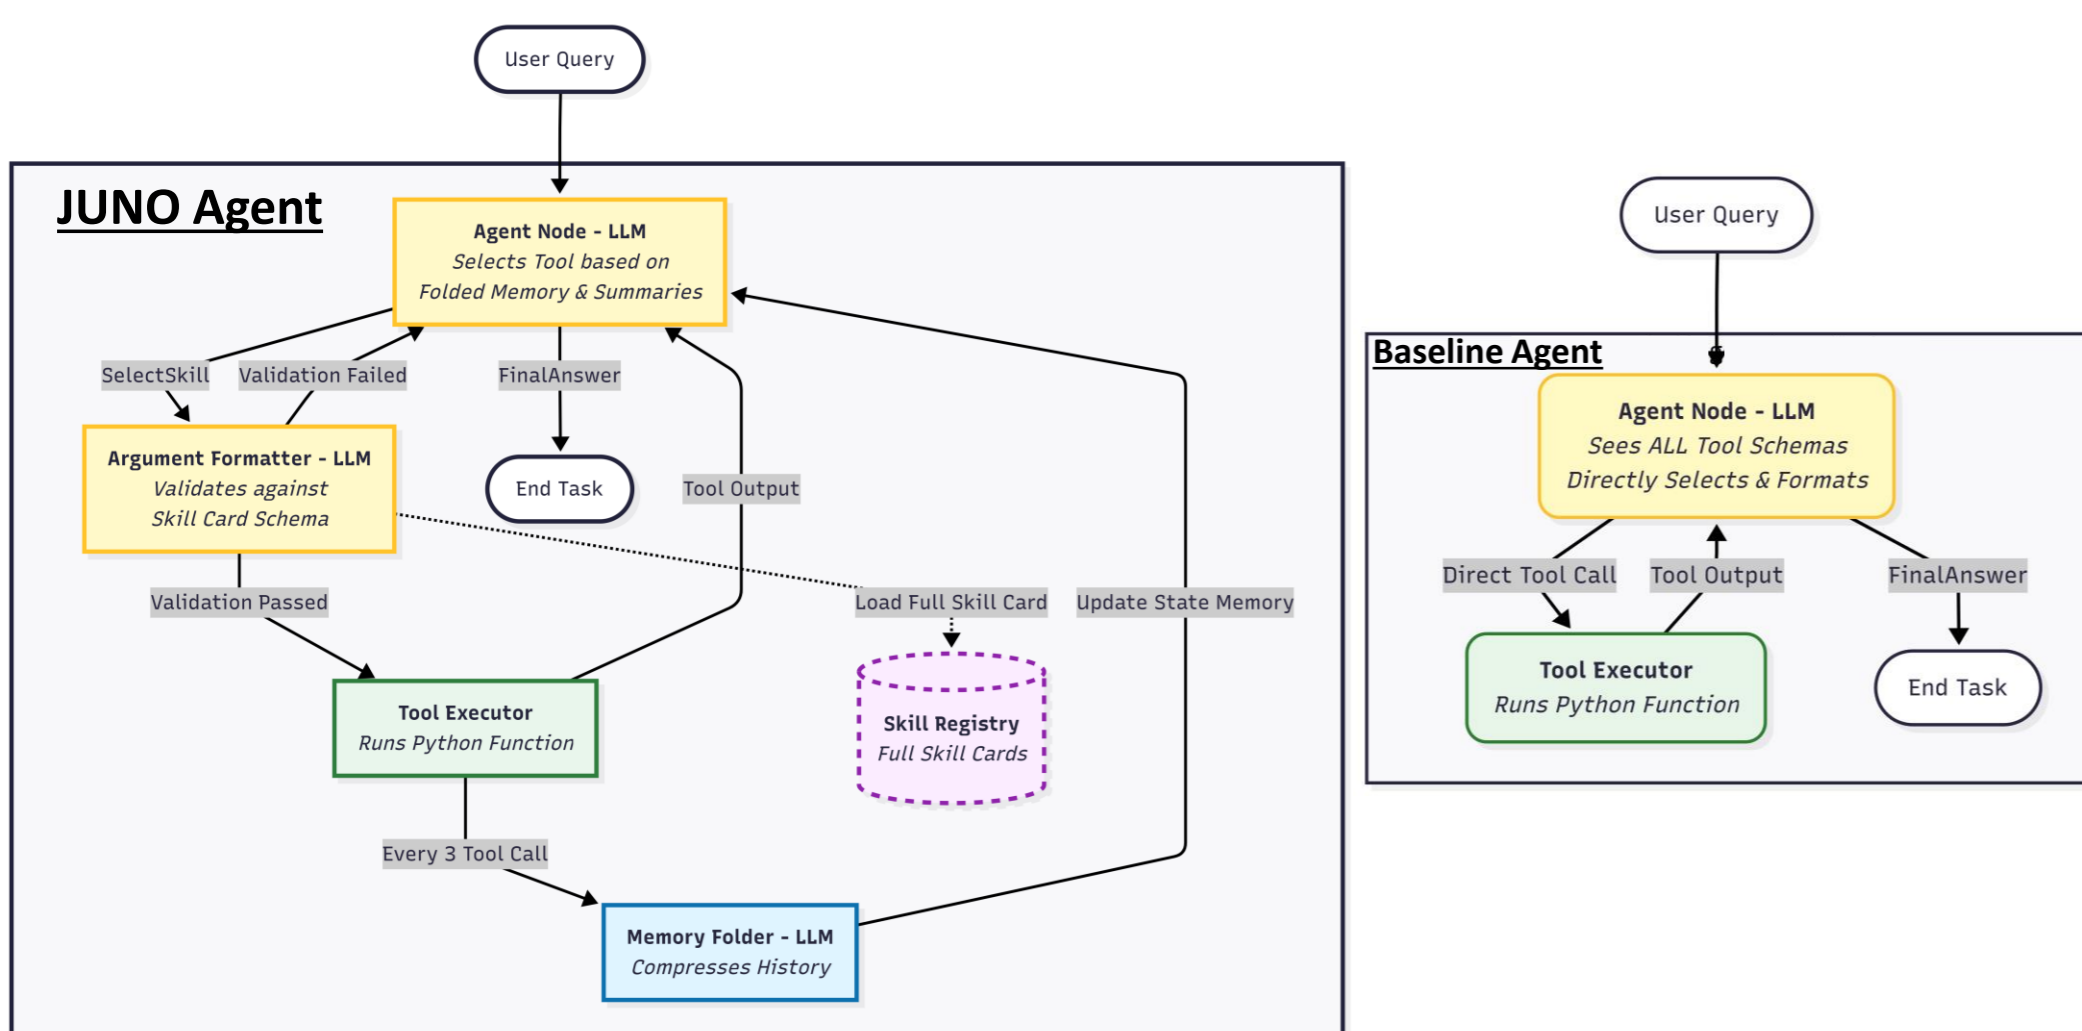 User Query
JUNO Agent
Agent Node - LLM
Selects Tool based on
Folded Memory & Summaries
SelectSkill
Validation Failed
FinalAnswer
Argument Formatter - LLM
Validates against
Skill Card Schema
End Task
Tool Output
Validation Passed
Load Full Skill Card
Update State Memory
Tool Executor
Runs Python Function
Skill Registry
Full Skill Cards
Every 3 Tool Call
Memory Folder - LLM
Compresses History
User Query
Baseline Agent
Agent Node - LLM
Sees ALL Tool Schemas
Directly Selects & Formats
Direct Tool Call
Tool Output
FinalAnswer
Tool Executor
Runs Python Function
End Task